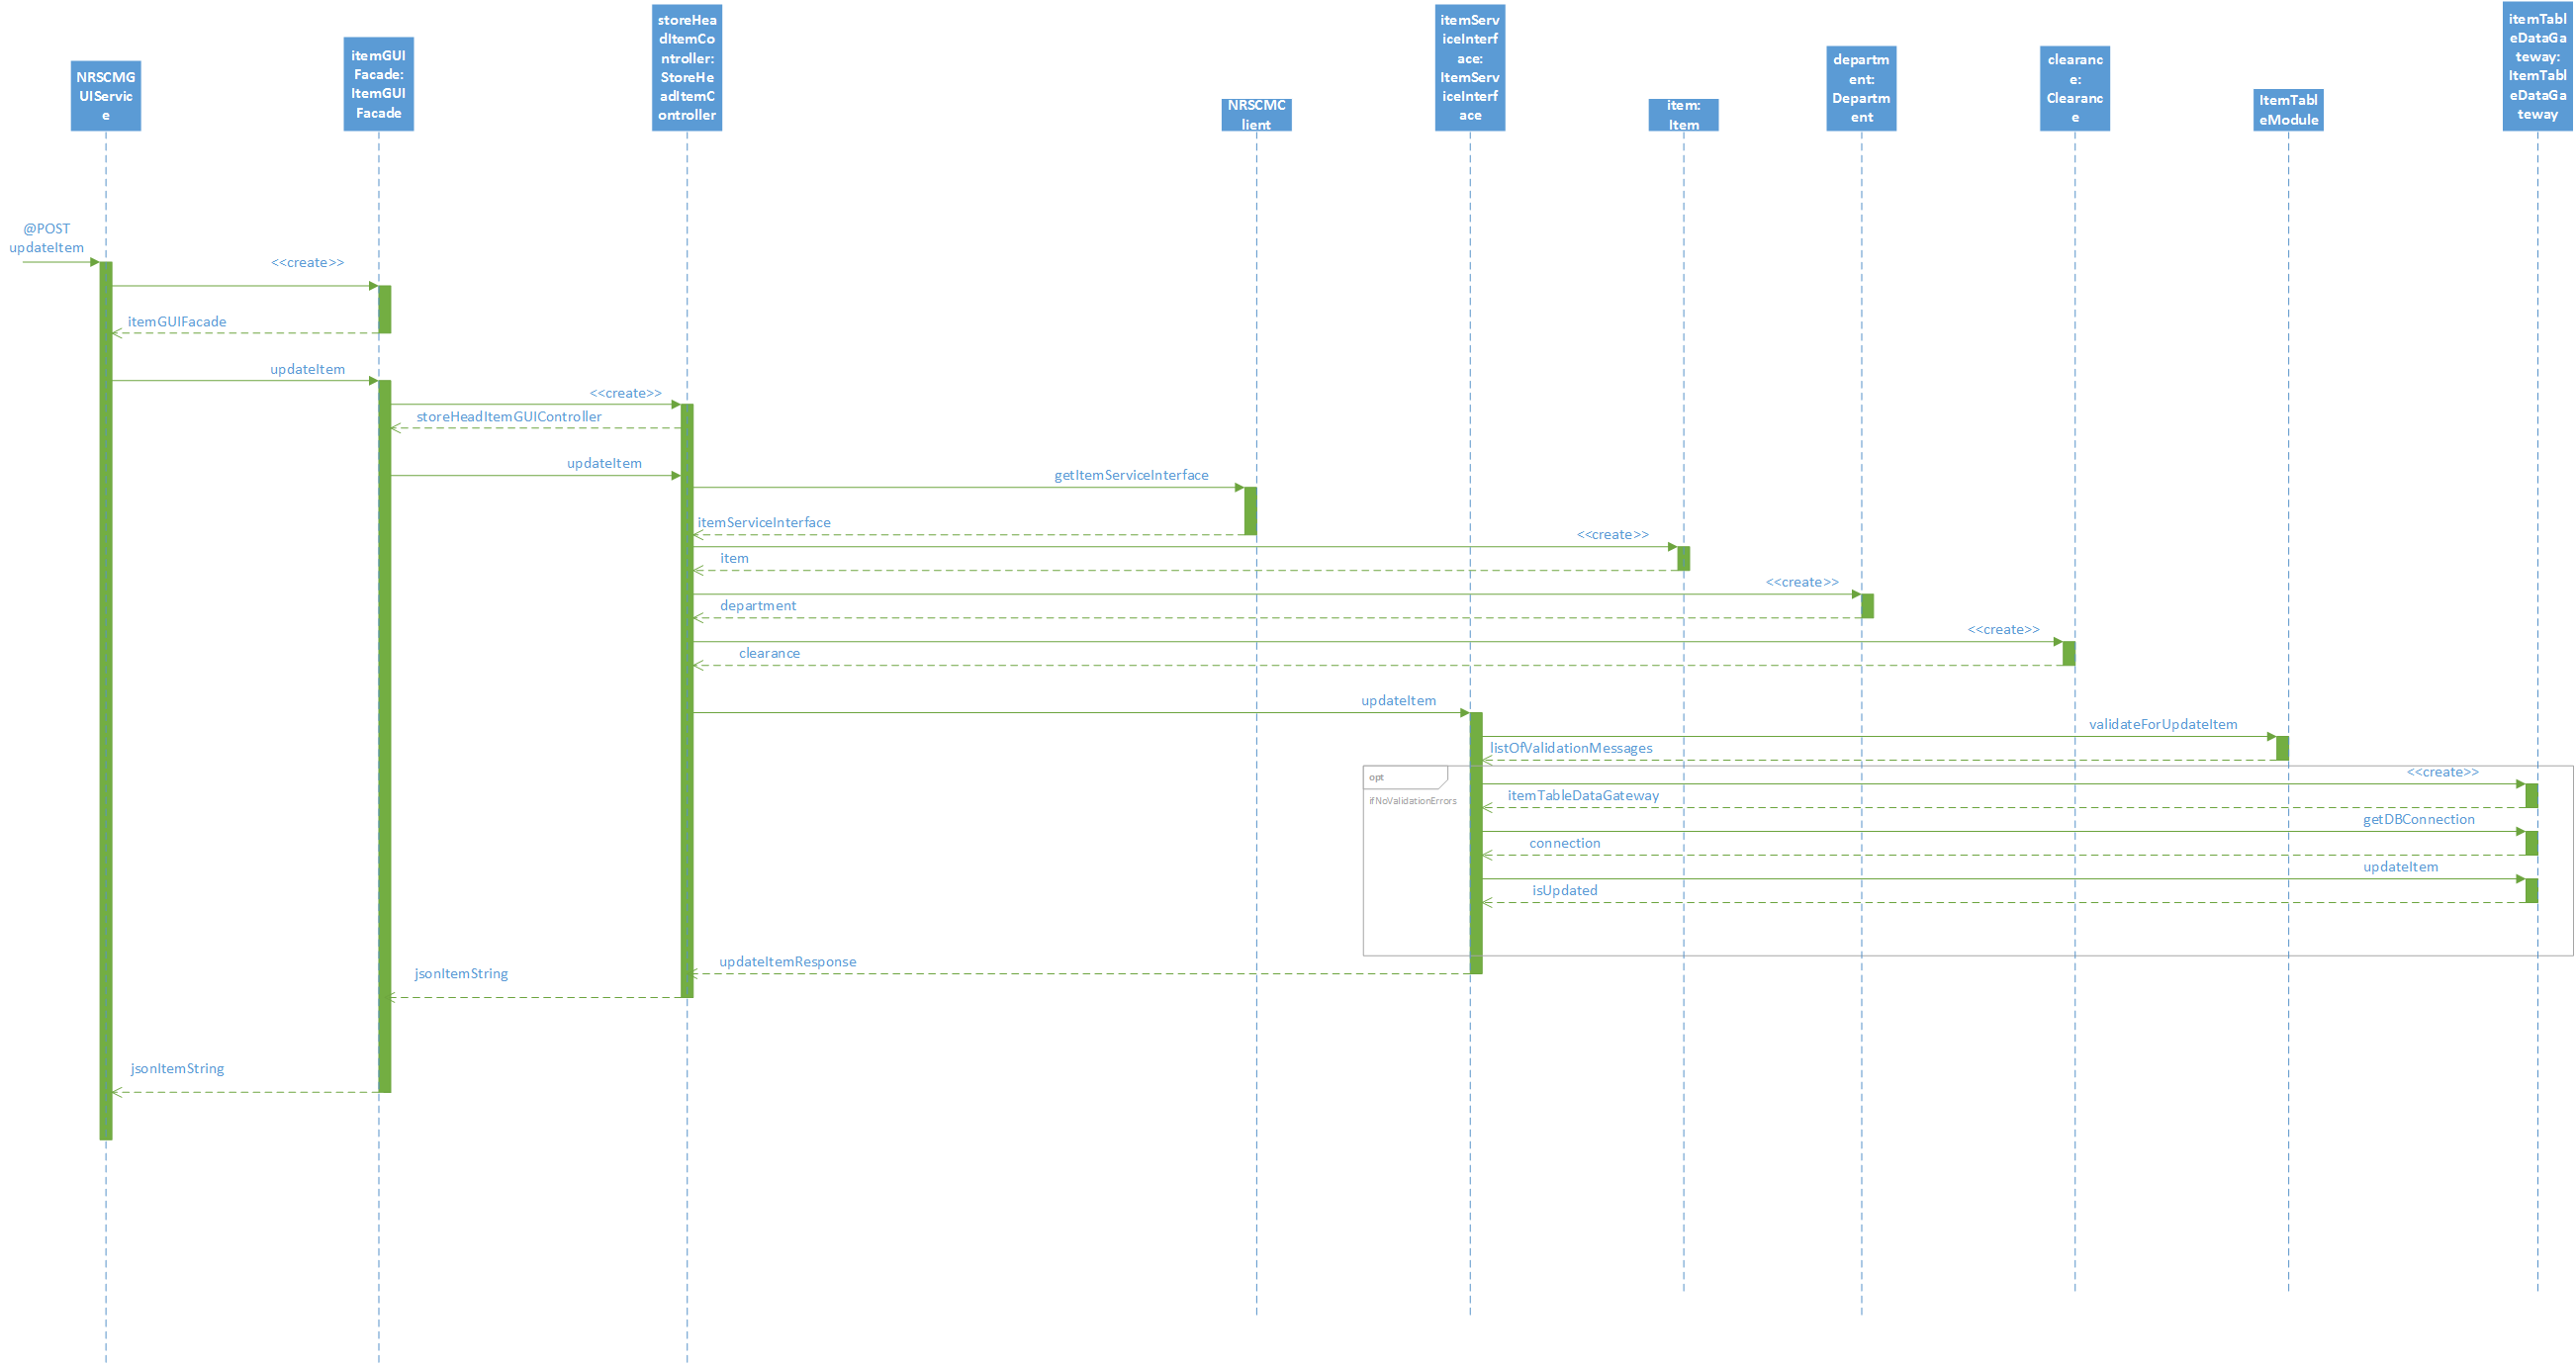 NRSCMG
UIServic
e
itemGUI
Facade:
ItemGUI
Facade
storeHea
dItemCo
ntroller:
StoreHe
adItemC
ontroller
NRSCMC
lient
itemServ
iceInterf
ace:
ItemServ
iceInterf
ace
item:
Item
departm
ent:
Departm
ent
clearanc
e:
Clearanc
e
ItemTabl
eModule
itemTabl
eDataGa
teway:
ItemTabl
eDataGa
teway
@POST
updateItem
<<create>>
itemGUIFacade
updateItem
<<create>>
storeHeadItemGUIController
updateItem
getItemServiceInterface
itemServiceInterface
<<create>>
item
<<create>>
department
<<create>>
clearance
updateItem
validateForUpdateItem
listOfValidationMessages
opt
<<create>>
ifNoValidationErrors
itemTableDataGateway
getDBConnection
connection
updateItem
isUpdated
updateItemResponse
jsonItemString
jsonItemString